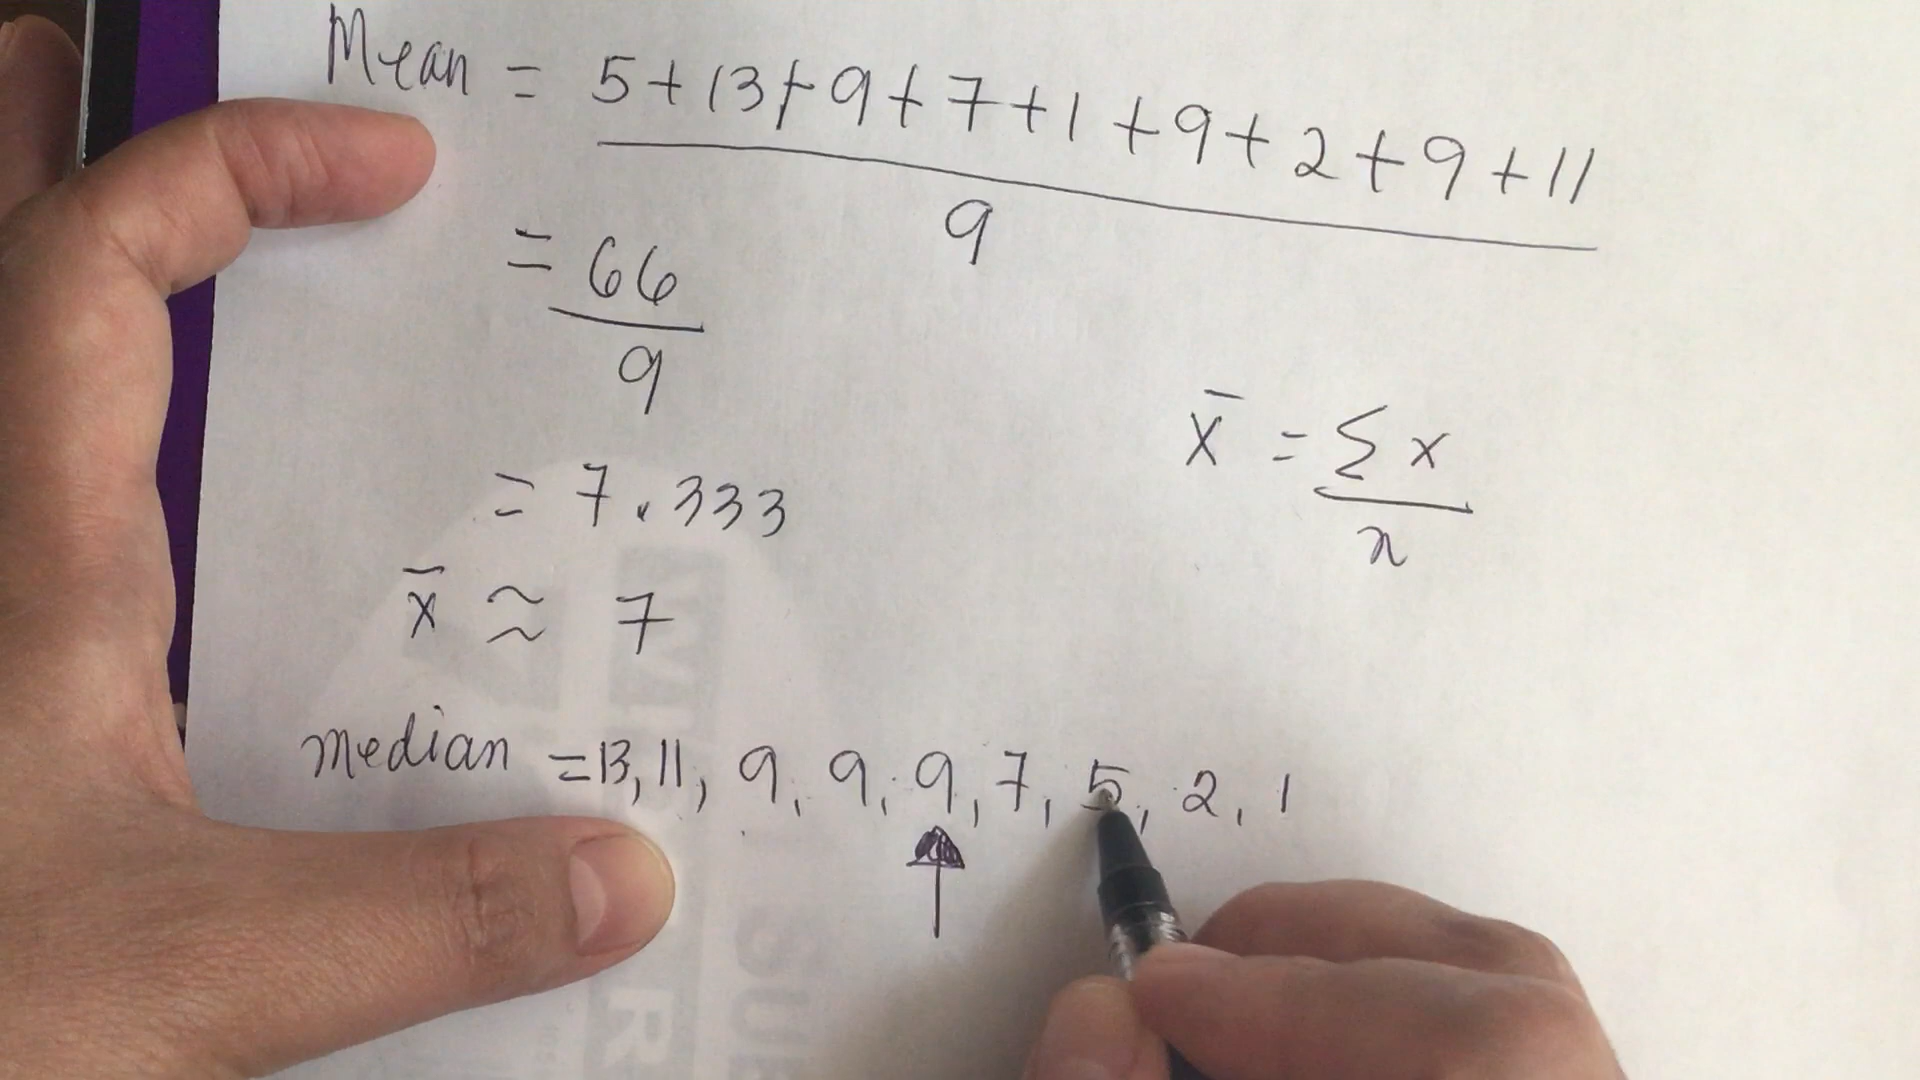 Mean = 5+13+9+7+1+9+2+9+11
9
= 66
9
= 7.333
x̄ ≈ 7
x̄ = Σx
n
median =13, 11, 9, 9, 9, 7, 5, 2, 1